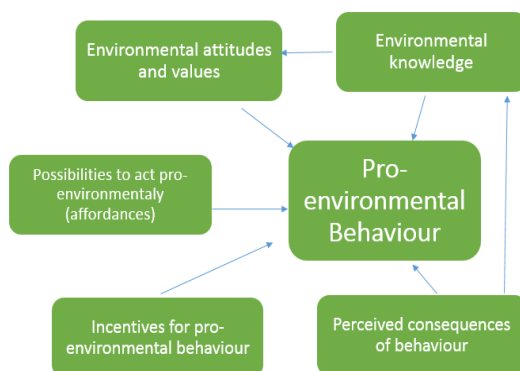 Environmental attitudes
and values
Environmental
knowledge
Possibilities to act pro-
environmentaly
(affordances)
Pro-
environmental
Behaviour
Incentives for pro-
environmental behaviour
Perceived consequences
of behaviour